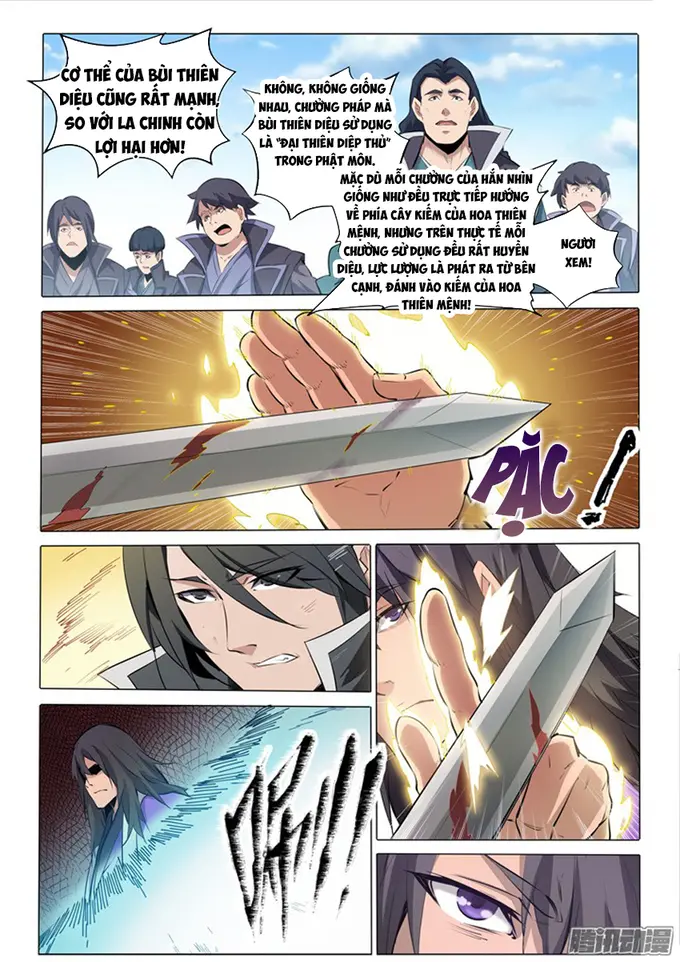 CƠ THỂ CỦA BÙI THIÊN
DIỆU CŨNG RẤT MẠNH,
SO VỚI LA CHINH CÒN
LỢI HẠI HƠN!
KHÔNG, KHÔNG GIỐNG
NHAU, CHƯỞNG PHÁP MÀ
BÙI THIÊN DIỆU SỬ DỤNG
LÀ "ĐẠI THIÊN DIỆP THỦ"
TRONG PHẬT MÔN.
MẶC DÙ MỖI CHƯỞNG CỦA HẮN NHÌN
GIỐNG NHƯ ĐỀU TRỰC TIẾP HƯỚNG
VỀ PHÍA CÂY KIẾM CỦA HOA THIÊN
MỆNH, NHƯNG TRÊN THỰC TẾ MỖI
CHƯỞNG SỬ DỤNG ĐỀU RẤT HUYỀN
DIỆU, LỰC LƯỢNG LÀ PHÁT RA TỪ BÊN
CẠNH, ĐÁNH VÀO KIẾM CỦA HOA
THIÊN MỆNH!
NGƯƠI
XEM!
PẶC !
腾讯动漫